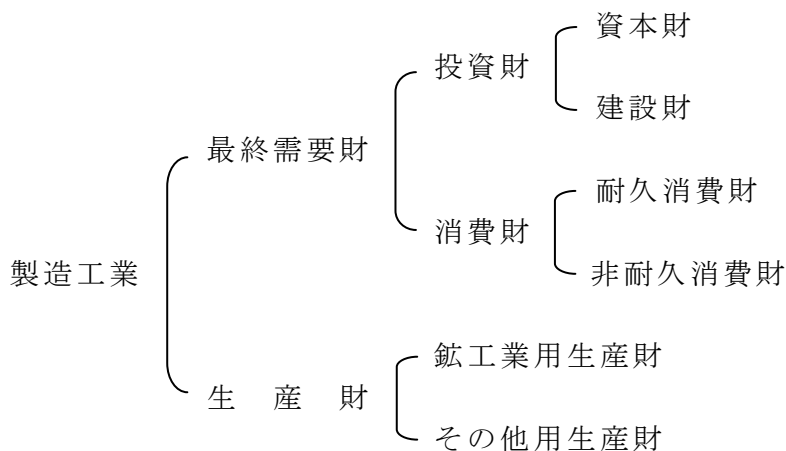 資本財
投資財
建設財
最終需要財
耐久消費財
消費財
非耐久消費財
製造工業
鉱工業用生産財
生　産　財
その他用生産財